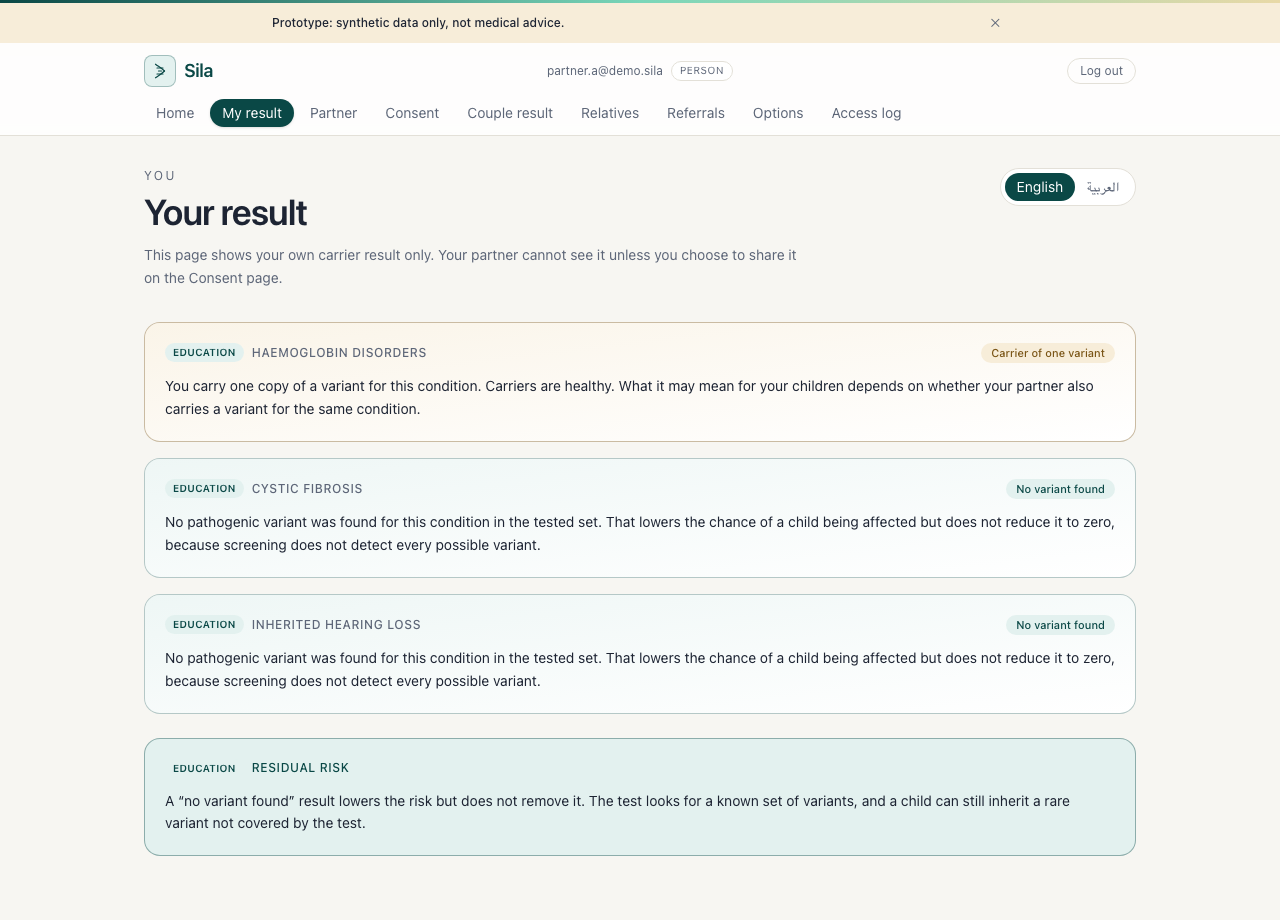 Prototype: synthetic data only, not medical advice.
Sila
partner.a@demo.sila
PERSON
Log out
Home
My result
Partner
Consent
Couple result
Relatives
Referrals
Options
Access log
YOU
English
العربية
Your result
This page shows your own carrier result only. Your partner cannot see it unless you choose to share it
on the Consent page.
EDUCATION
HAEMOGLOBIN DISORDERS
Carrier of one variant
You carry one copy of a variant for this condition. Carriers are healthy. What it may mean for your children depends on whether your partner also
carries a variant for the same condition.
EDUCATION
CYSTIC FIBROSIS
No variant found
No pathogenic variant was found for this condition in the tested set. That lowers the chance of a child being affected but does not reduce it to zero,
because screening does not detect every possible variant.
EDUCATION
INHERITED HEARING LOSS
No variant found
No pathogenic variant was found for this condition in the tested set. That lowers the chance of a child being affected but does not reduce it to zero,
because screening does not detect every possible variant.
EDUCATION
RESIDUAL RISK
A “no variant found” result lowers the risk but does not remove it. The test looks for a known set of variants, and a child can still inherit a rare
variant not covered by the test.